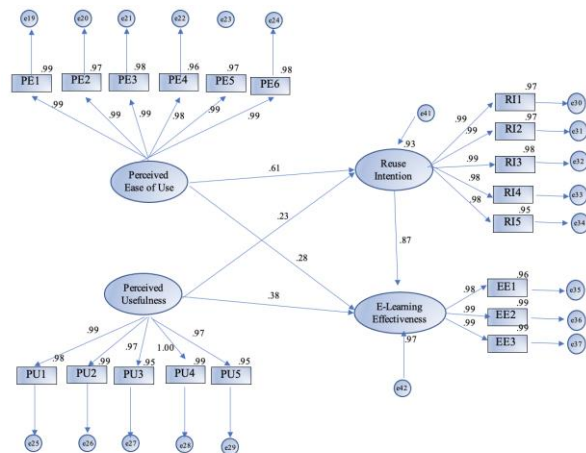 e19 e20 e21 e22 e23 e24
.99 .97 .98 .96 .97 .98
PE1 PE2 PE3 PE4 PE5 PE6
.99 .99 .99 .98 .99 .99
Perceived
Ease of Use
e41
.93
Reuse
Intention
.97
RI1 e30
.97
RI2 e31
.98
RI3 e32
RI4 e33
.95
RI5 e34
.99
.99
.99
.98
.98
.61
.23
.28
.38
.87
Perceived
Usefulness
E-Learning
Effectiveness
.97
e42
.96
EE1 e35
.99
EE2 e36
.99
EE3 e37
.98
.99
.99
.99 .99 .97 1.00 .97
.98 .99 .95 .99 .95
PU1 PU2 PU3 PU4 PU5
e25 e26 e27 e28 e29